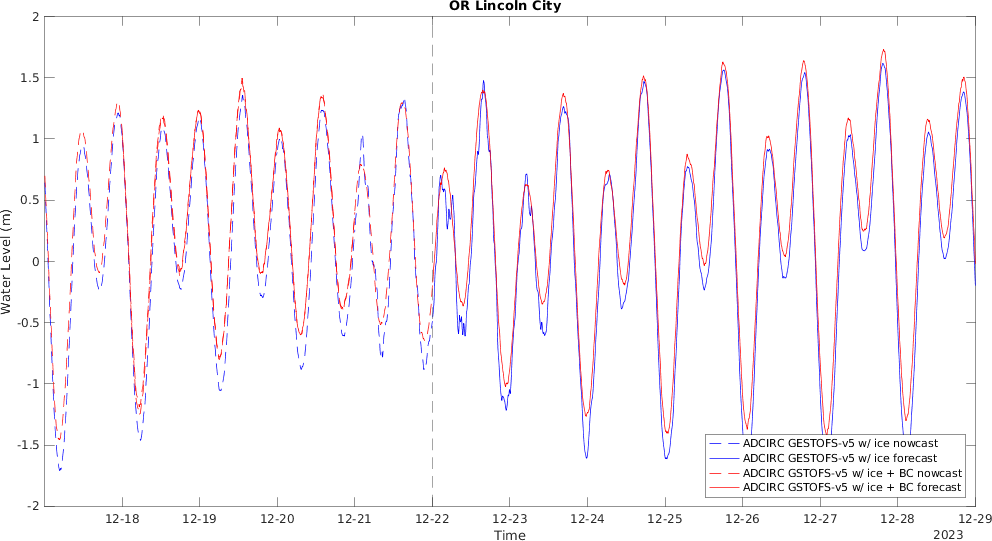 OR Lincoln City
2
1.5
1
0.5
0
-0.5
-1
-1.5
-2
Water Level (m)
12-18 12-19 12-20 12-21 12-22 12-23 12-24 12-25 12-26 12-27 12-28 12-29
Time
2023
ADCIRC GESTOFS-v5 w/ ice nowcast
ADCIRC GESTOFS-v5 w/ ice forecast
ADCIRC GSTOFS-v5 w/ ice + BC nowcast
ADCIRC GSTOFS-v5 w/ ice + BC forecast